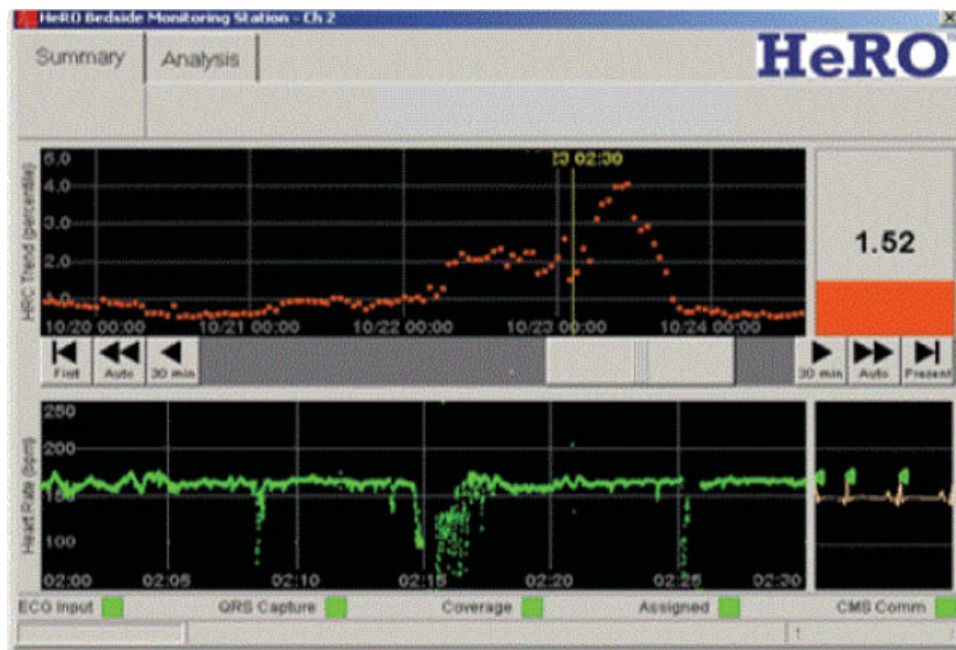 HeRO Bedside Monitoring Station - Ch 2
Summary
Analysis
HeRO
HRC Trend (percentile)
5.0
4.0
3.0
2.0
1.0
23 02:30
10/20 00:00
10/21 00:00
10/22 00:00
10/23 00:00
10/24 00:00
1.52
First
Auto
30 min
30 min
Auto
Present
Heart Rate (bpm)
250
200
150
100
02:00
02:05
02:10
02:15
02:20
02:25
02:30
ECG Input
QRS Capture
Coverage
Assigned
CMS Comm